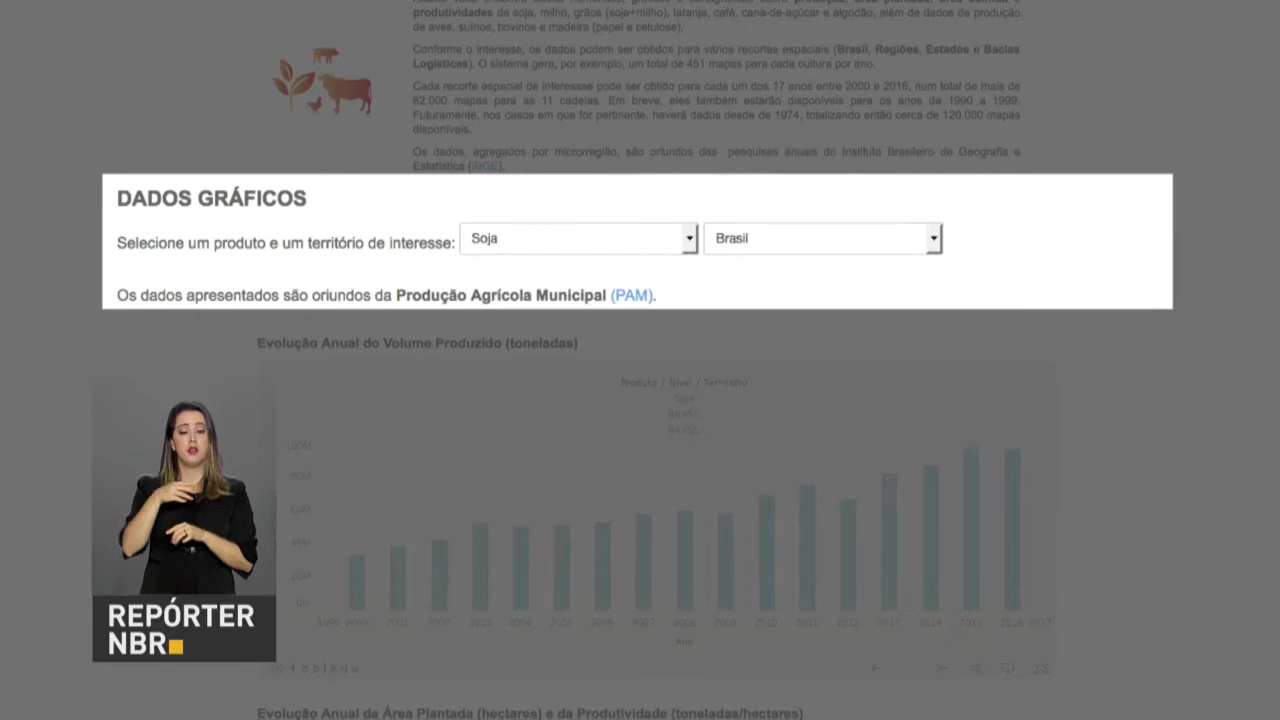 produtividades de soja, milho, grãos (soja+milho), laranja, café, cana-de-açúcar e algodão, além de dados de produção
de aves, suínos, bovinos e madeira (papel e celulose).
Conforme o interesse, os dados podem ser obtidos para vários recortes espaciais (Brasil, Regiões, Estados e Bacias
Logísticas). O sistema gera, por exemplo, um total de 451 mapas para cada cultura por ano.
Cada recorte espacial de interessse pode ser obtido para cada um dos 17 anos entre 2000 e 2016, num total de mais de
62.000 mapas para as 11 cadeias. Em breve, eles também estarão disponíveis para os anos de 1990 a 1999.
Futuramente, nos casos em que for pertinente, haverá dados desde de 1974, totalizando então cerca de 120.000 mapas
disponíveis.
Os dados, agregados por microrregião, são oriundos das pesquisas anuais do Instituto Brasileiro de Geografia e
Estatística (IBGE).
DADOS GRÁFICOS
Selecione um produto e um território de interesse: Soja Brasil
Os dados apresentados são oriundos da Produção Agrícola Municipal (PAM).
Evolução Anual do Volume Produzido (toneladas)
Produto / Nível / Território
Soja
BRASIL
BRASIL
100M
80M
60M
40M
20M
0M
1999 2000 2001 2002 2003 2004 2005 2006 2007 2008 2009 2010 2011 2012 2013 2014 2015 2016 2017
Ano
+ a b l e a u
REPÓRTER
NBR
Evolução Anual da Área Plantada (hectares) e da Produtividade (toneladas/hectares)